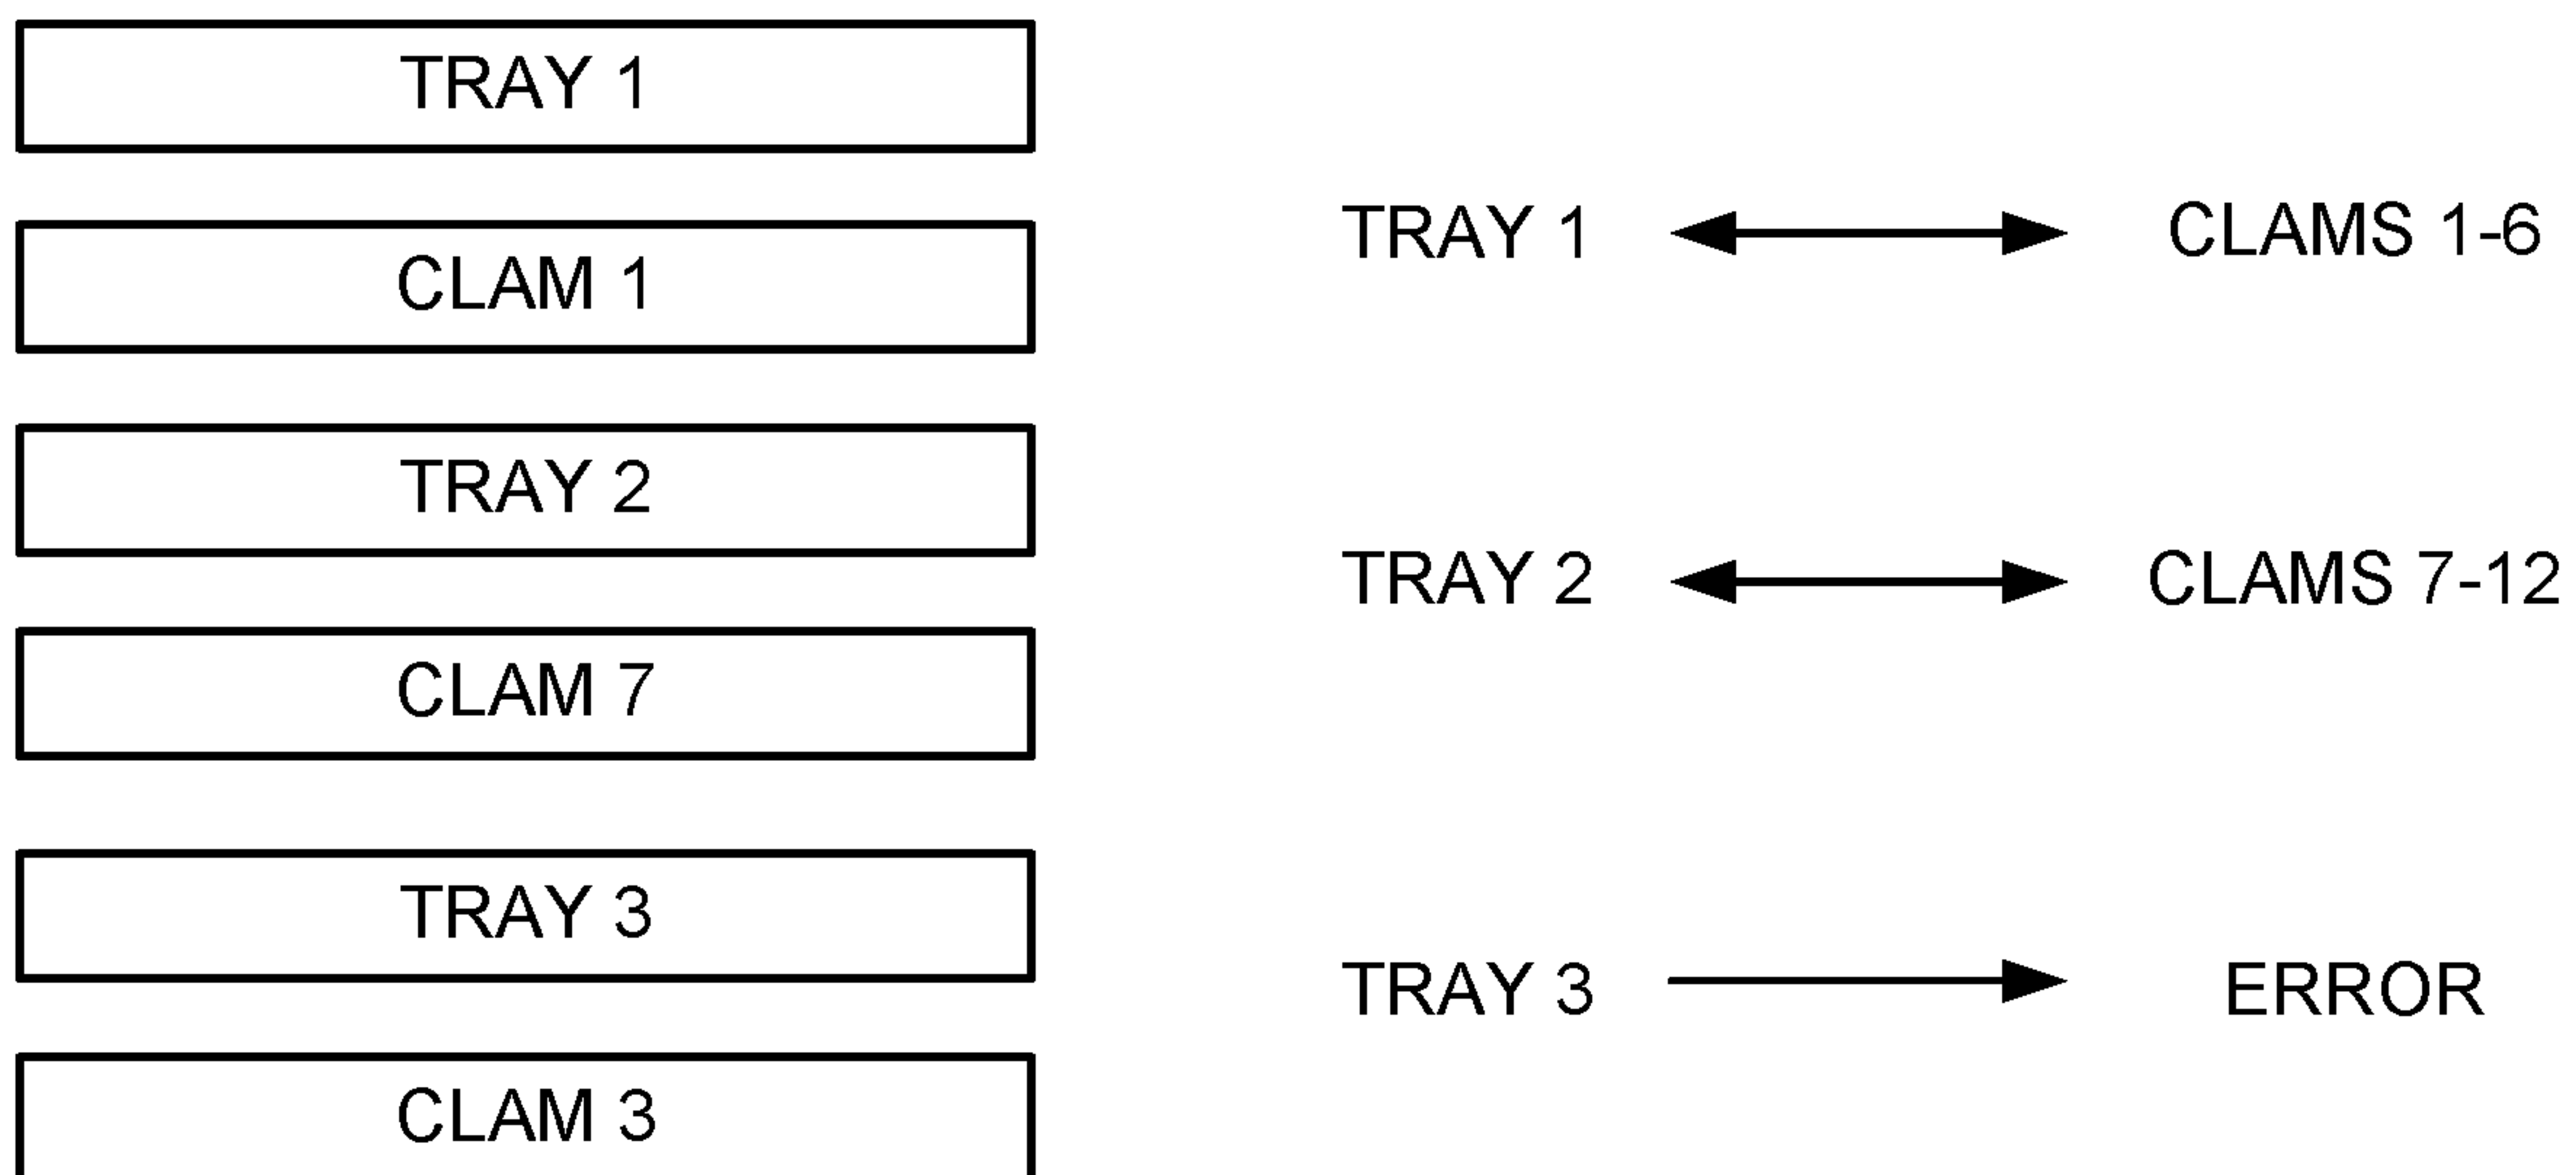 TRAY 1
CLAM 1
TRAY 2
CLAM 7
TRAY 3
CLAM 3
TRAY 1 CLAMS 1-6
TRAY 2 CLAMS 7-12
TRAY 3 ERROR